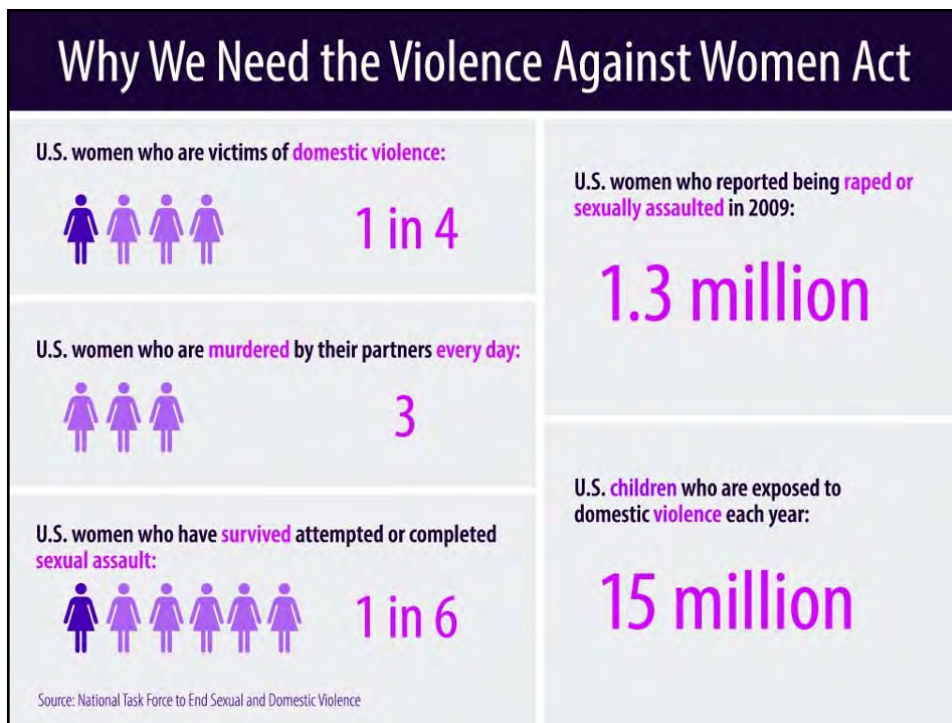 Why We Need the Violence Against Women Act
U.S. women who are victims of domestic violence:
1 in 4
U.S. women who are murdered by their partners every day:
3
U.S. women who have survived attempted or completed
sexual assault:
1 in 6
Source: National Task Force to End Sexual and Domestic Violence
U.S. women who reported being raped or
sexually assaulted in 2009:
1.3 million
U.S. children who are exposed to
domestic violence each year:
15 million